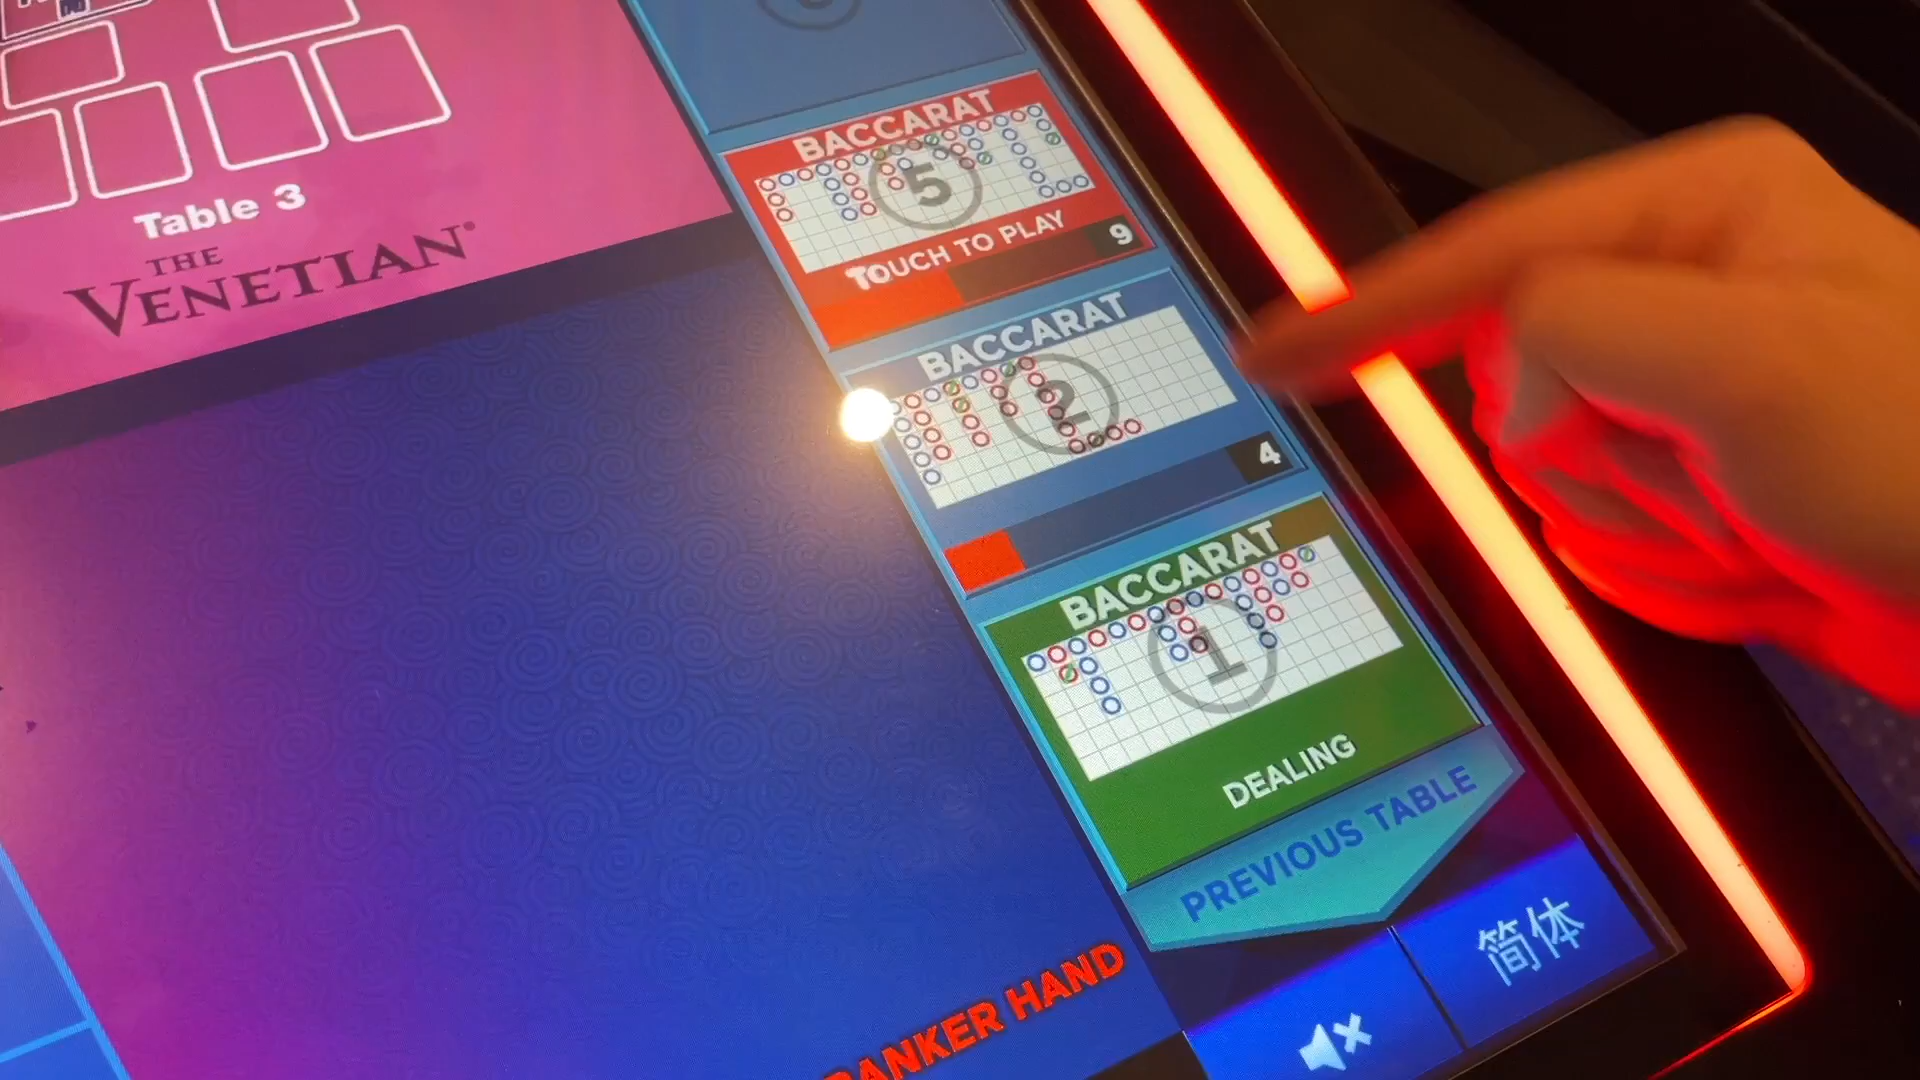 Table 3
THE
VENETIAN®
BACCARAT
5
TOUCH TO PLAY
9
BACCARAT
2
4
BACCARAT
1
DEALING
PREVIOUS TABLE
简体
BANKER HAND